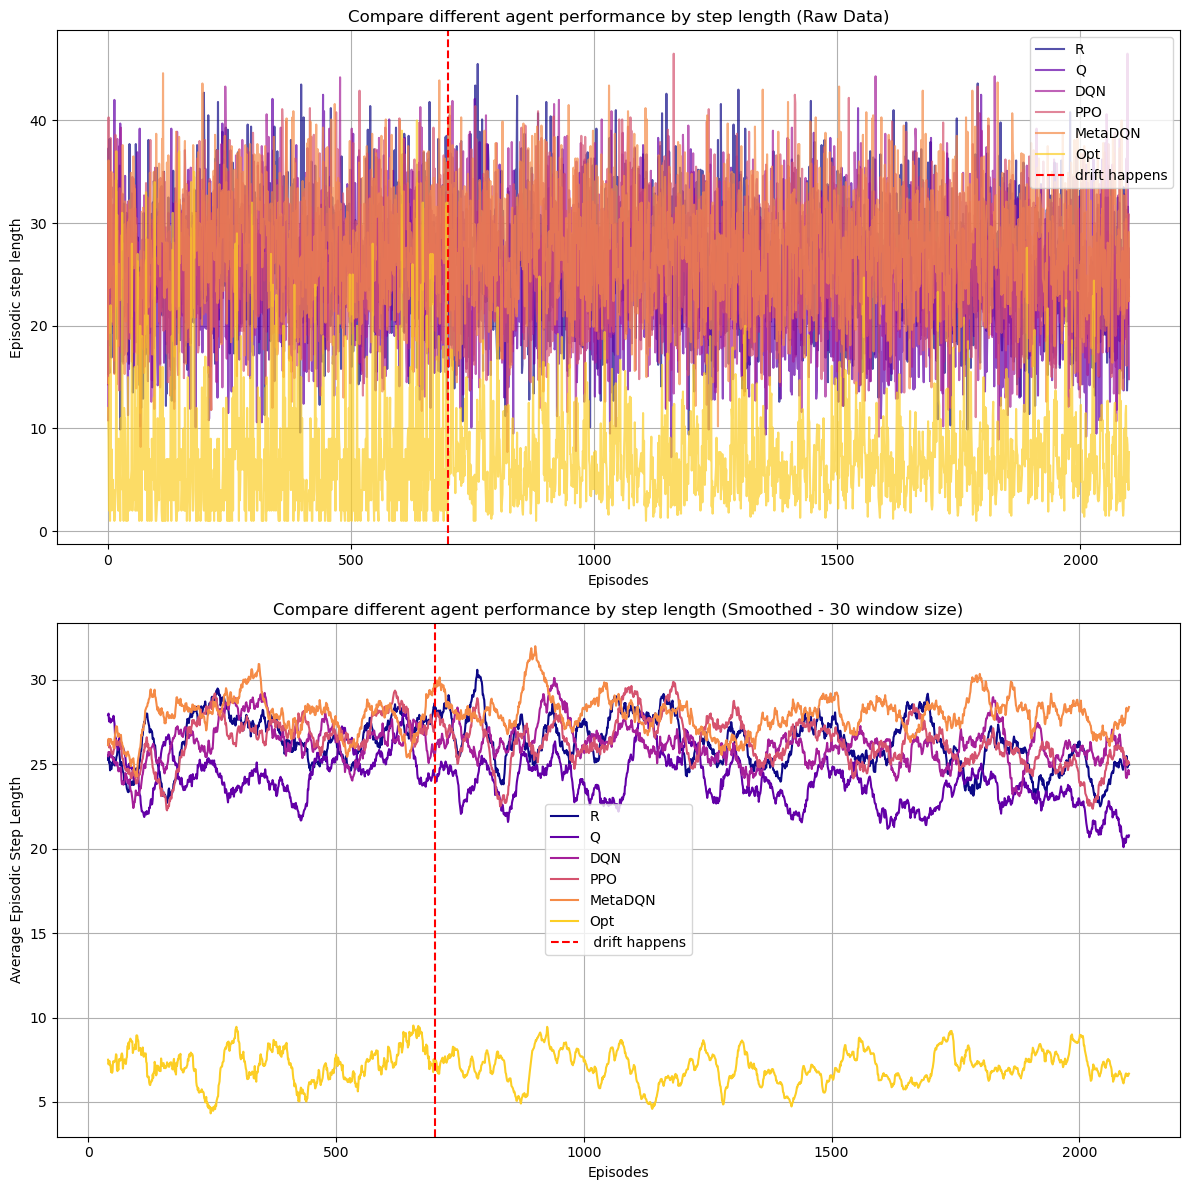 Compare different agent performance by step length (Raw Data)
Episodic step length
40
30
20
10
0
0
500
1000
1500
2000
Episodes
R
Q
DQN
PPO
MetaDQN
Opt
drift happens
Compare different agent performance by step length (Smoothed - 30 window size)
Average Episodic Step Length
30
25
20
15
10
5
0
500
1000
1500
2000
Episodes
R
Q
DQN
PPO
MetaDQN
Opt
drift happens